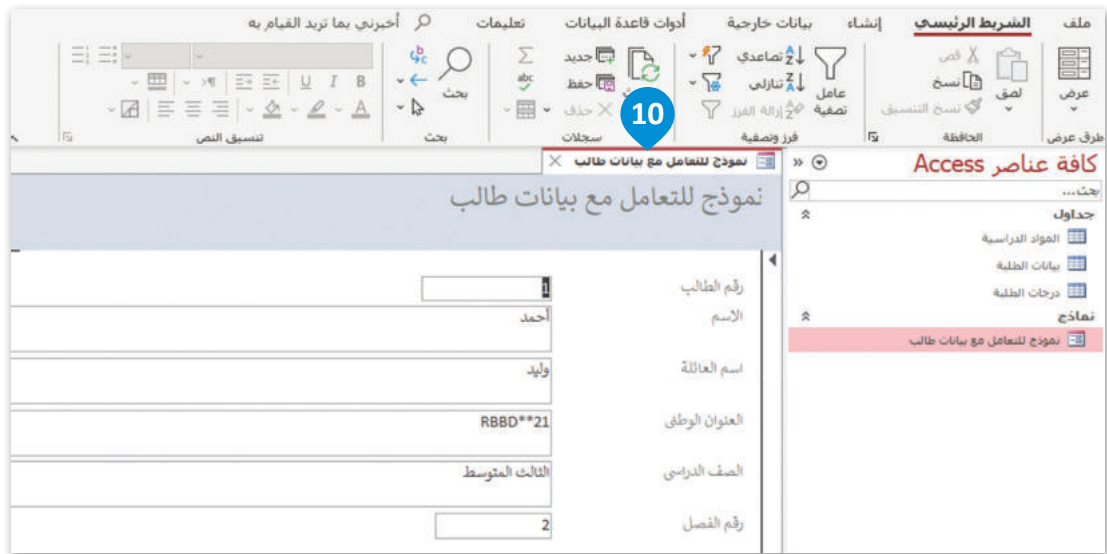 ملف الشريط الرئيسي إنشاء بيانات خارجية أدوات قاعدة البيانات تعليمات أخبرني بما تريد القيام به
عرض
لصق
قص
نسخ
نسخ التنسيق
عامل تصفية
تصاعدي
تنازلي
إزالة الفرز
جديد
حفظ
حذف
abc
بحث
B I U
A
طرق عرض الحافظة فرز وتصفية سجلات بحث تنسيق النص
10
كافة عناصر Access
بحث...
جداول
المواد الدراسية
بيانات الطلبة
درجات الطلبة
نماذج
نموذج للتعامل مع بيانات طالب
نموذج للتعامل مع بيانات طالب
نموذج للتعامل مع بيانات طالب
رقم الطالب 1
الاسم أحمد
اسم العائلة وليد
العنوان الوطني RBBD**21
الصف الدراسي الثالث المتوسط
رقم الفصل 2